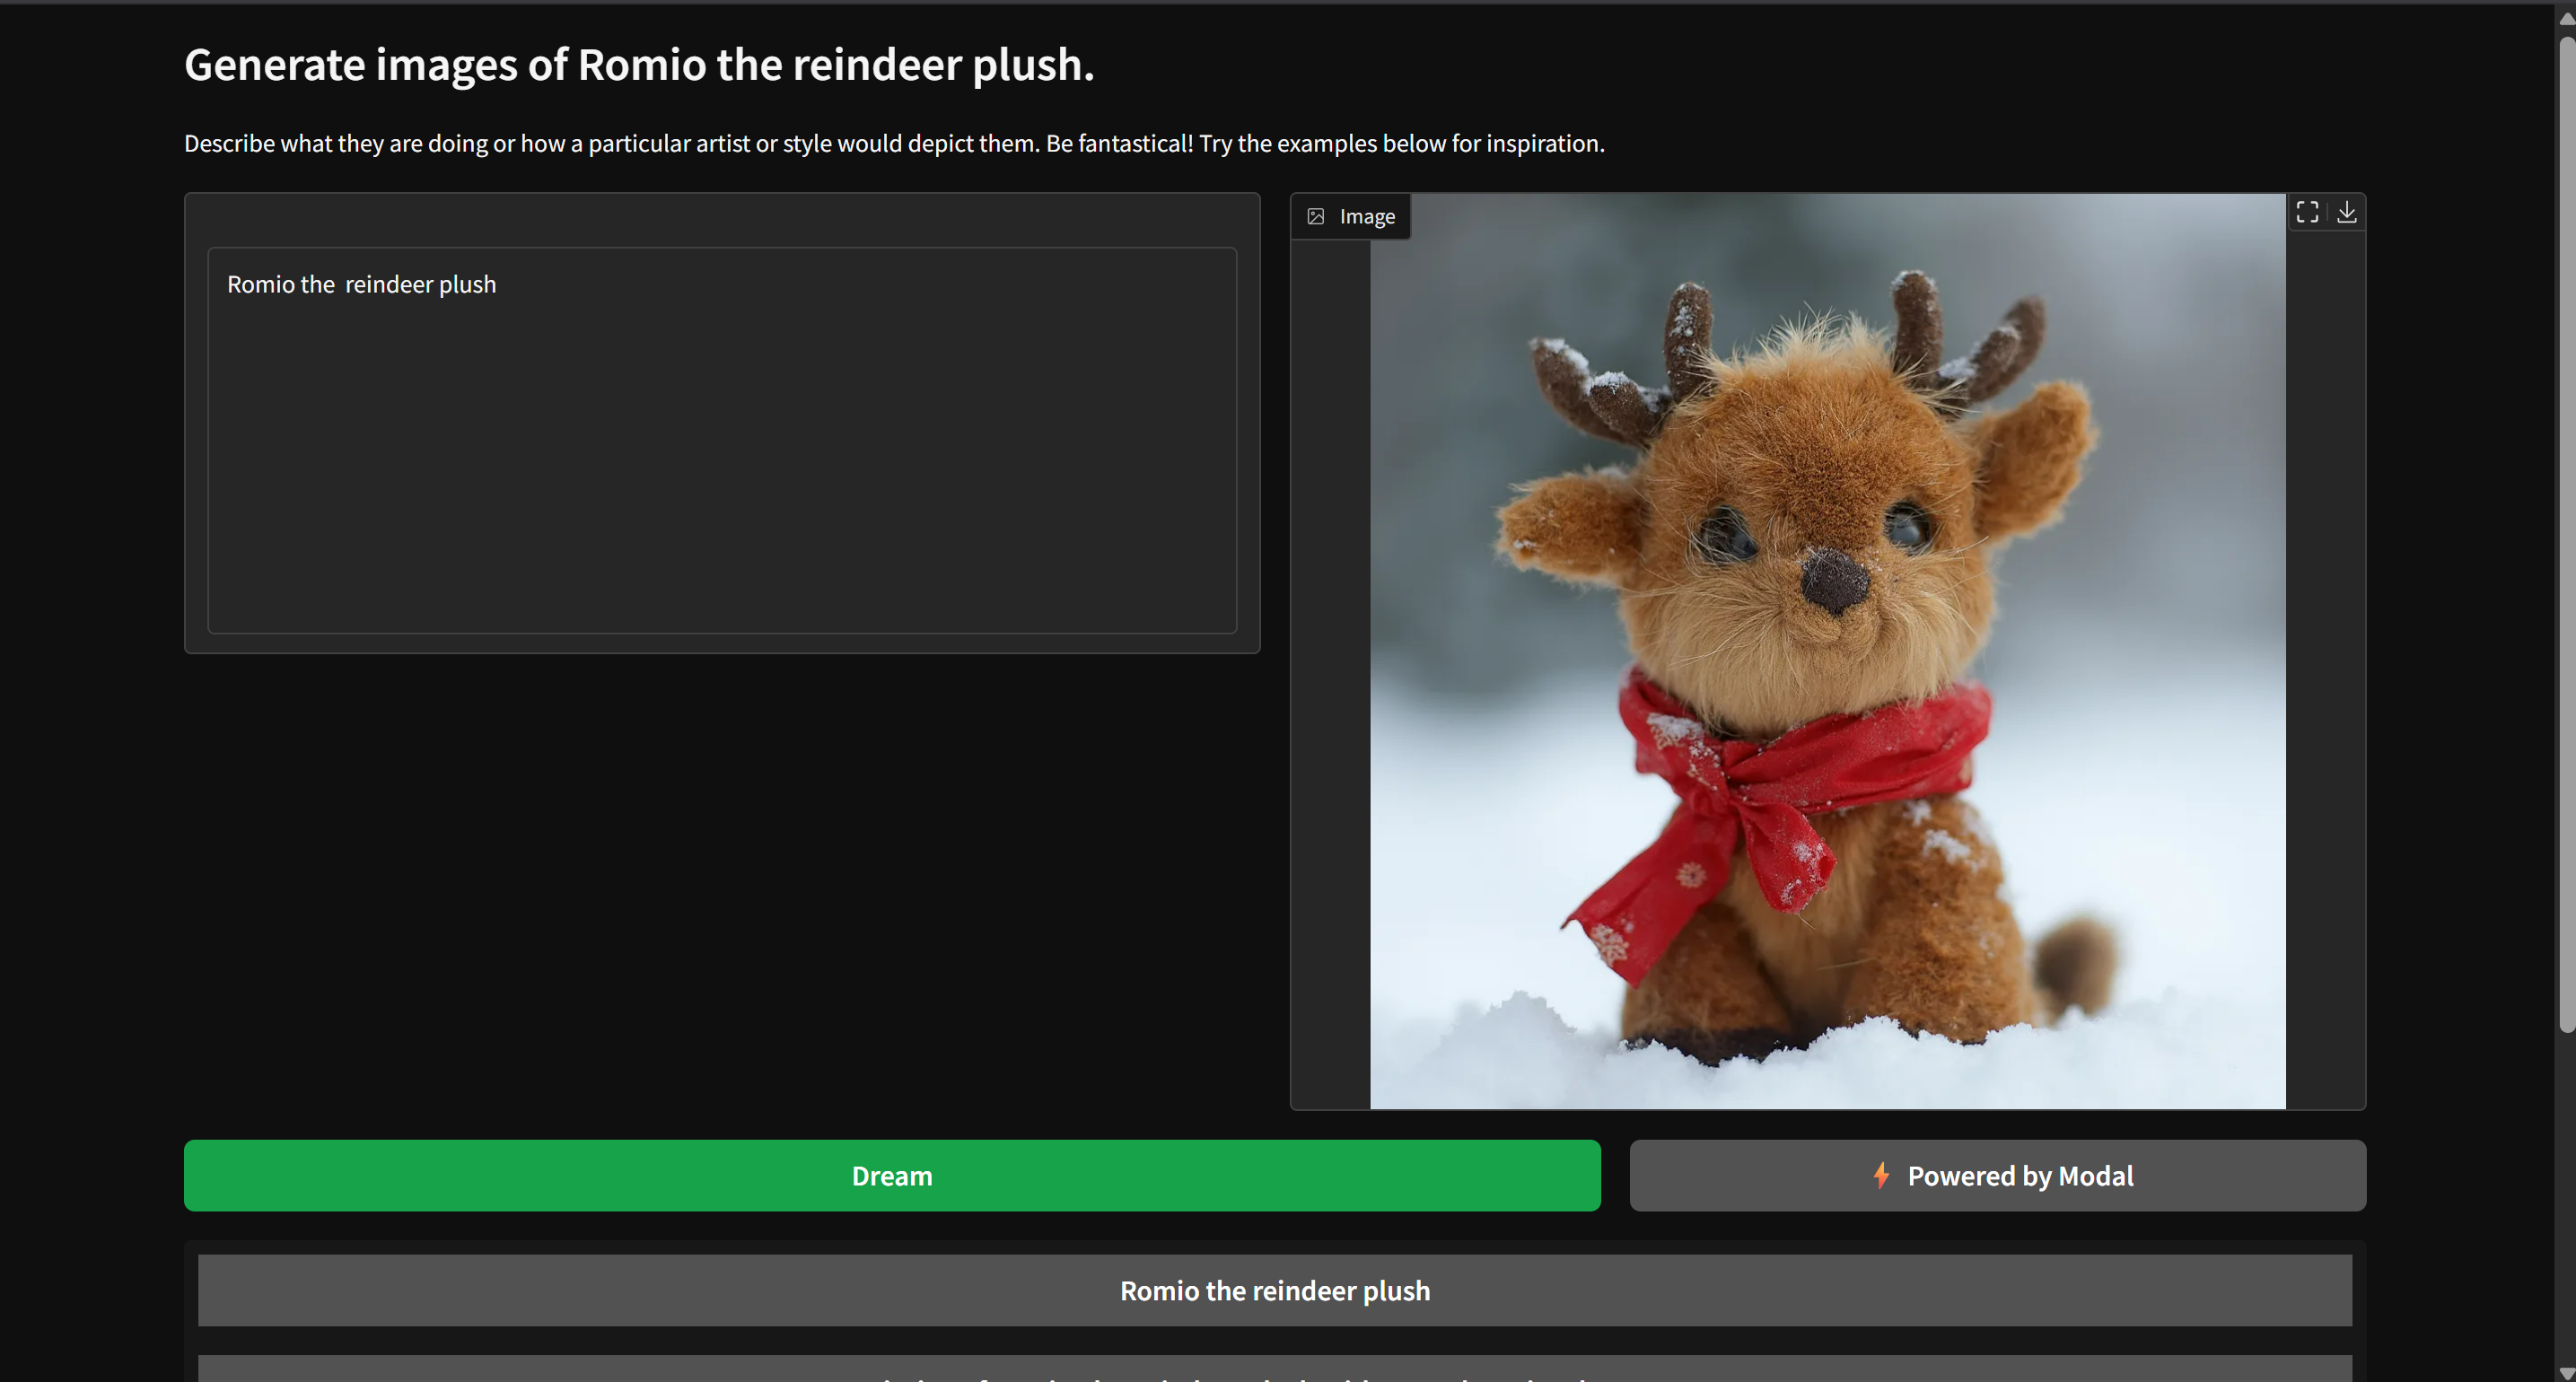 Generate images of Romio the reindeer plush.
Describe what they are doing or how a particular artist or style would depict them. Be fantastical! Try the examples below for inspiration.
Romio the  reindeer plush
Image
Dream
Powered by Modal
Romio the reindeer plush